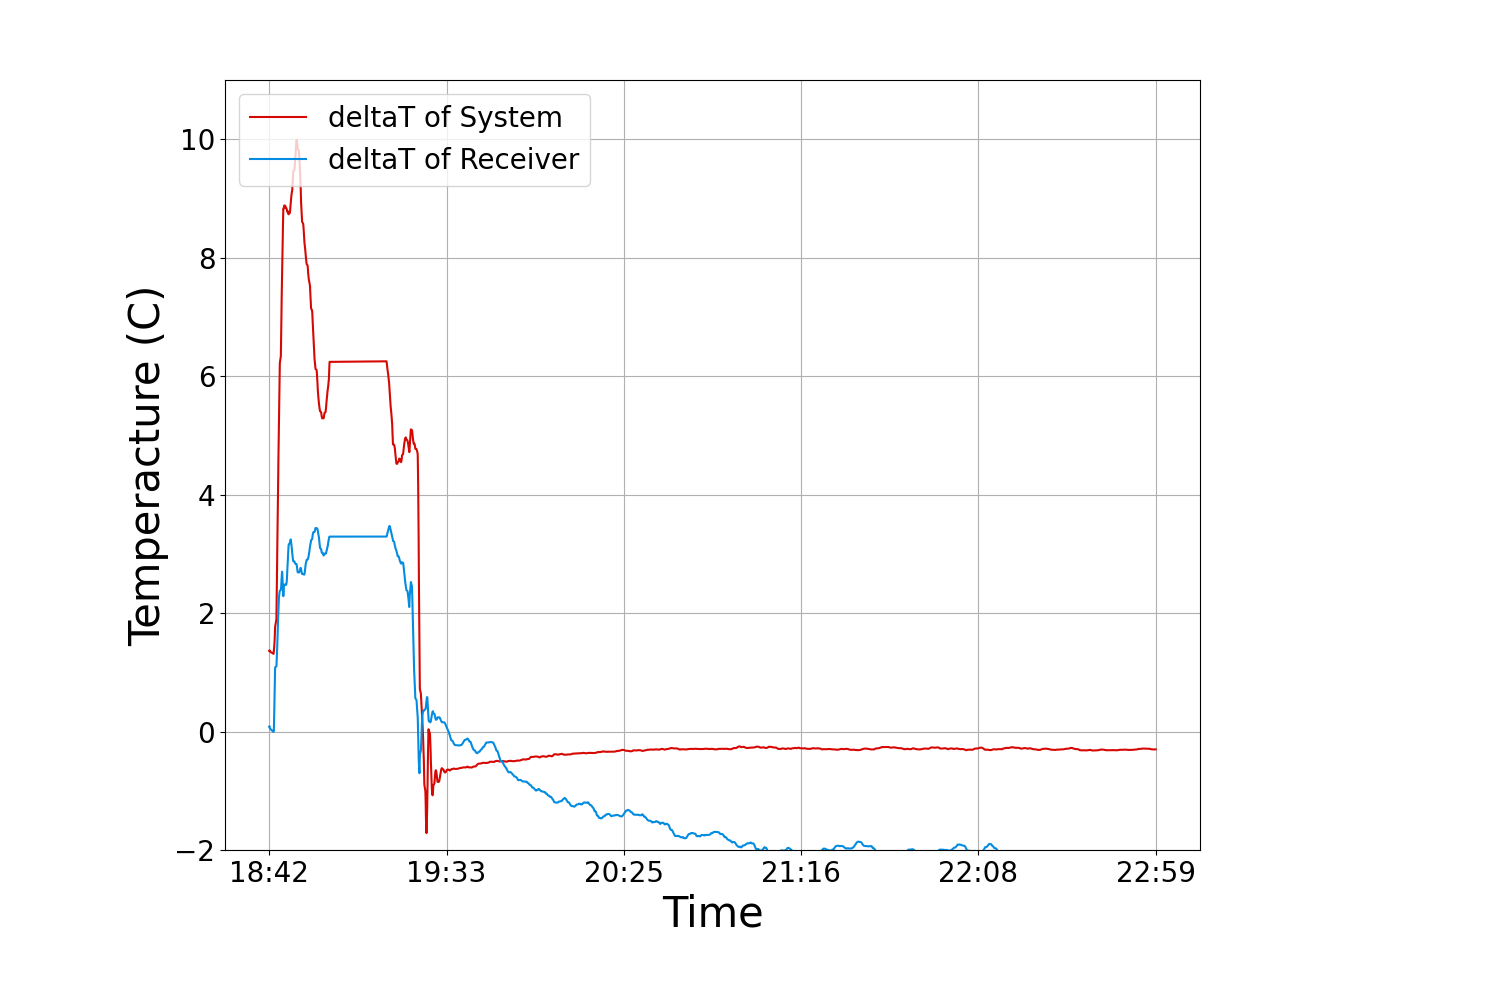 deltaT of System
deltaT of Receiver
Temperacture (C)
10
8
6
4
2
0
−2
18:42 19:33 20:25 21:16 22:08 22:59
Time